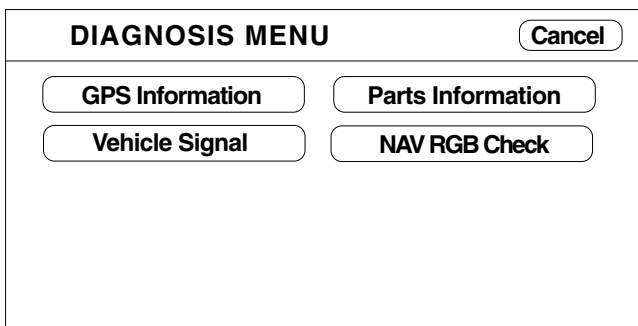 DIAGNOSIS MENU Cancel
GPS Information Parts Information
Vehicle Signal NAV RGB Check